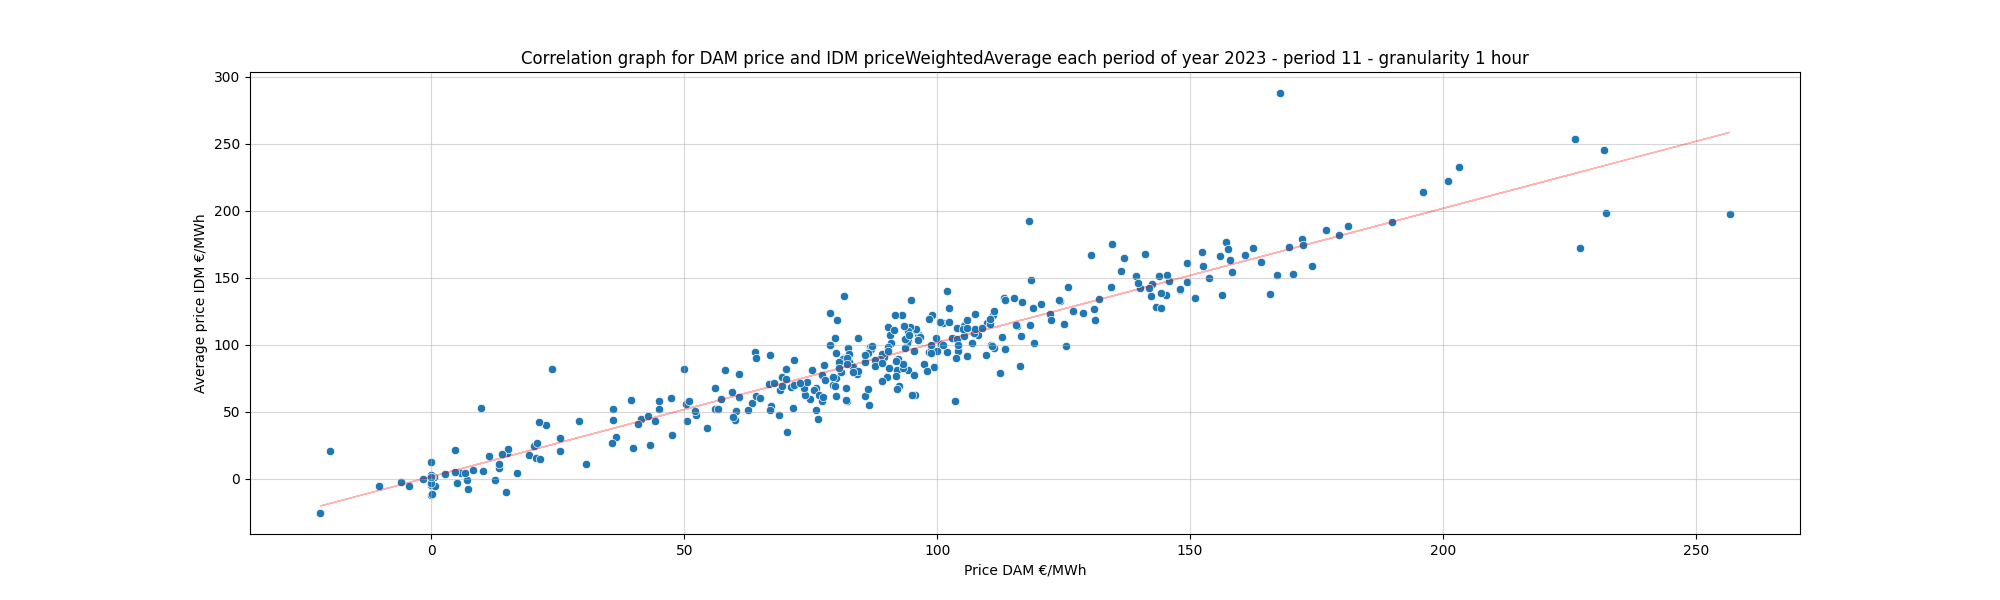 Correlation graph for DAM price and IDM priceWeightedAverage each period of year 2023 - period 11 - granularity 1 hour
300
250
200
150
100
50
0
Average price IDM €/MWh
0 50 100 150 200 250
Price DAM €/MWh